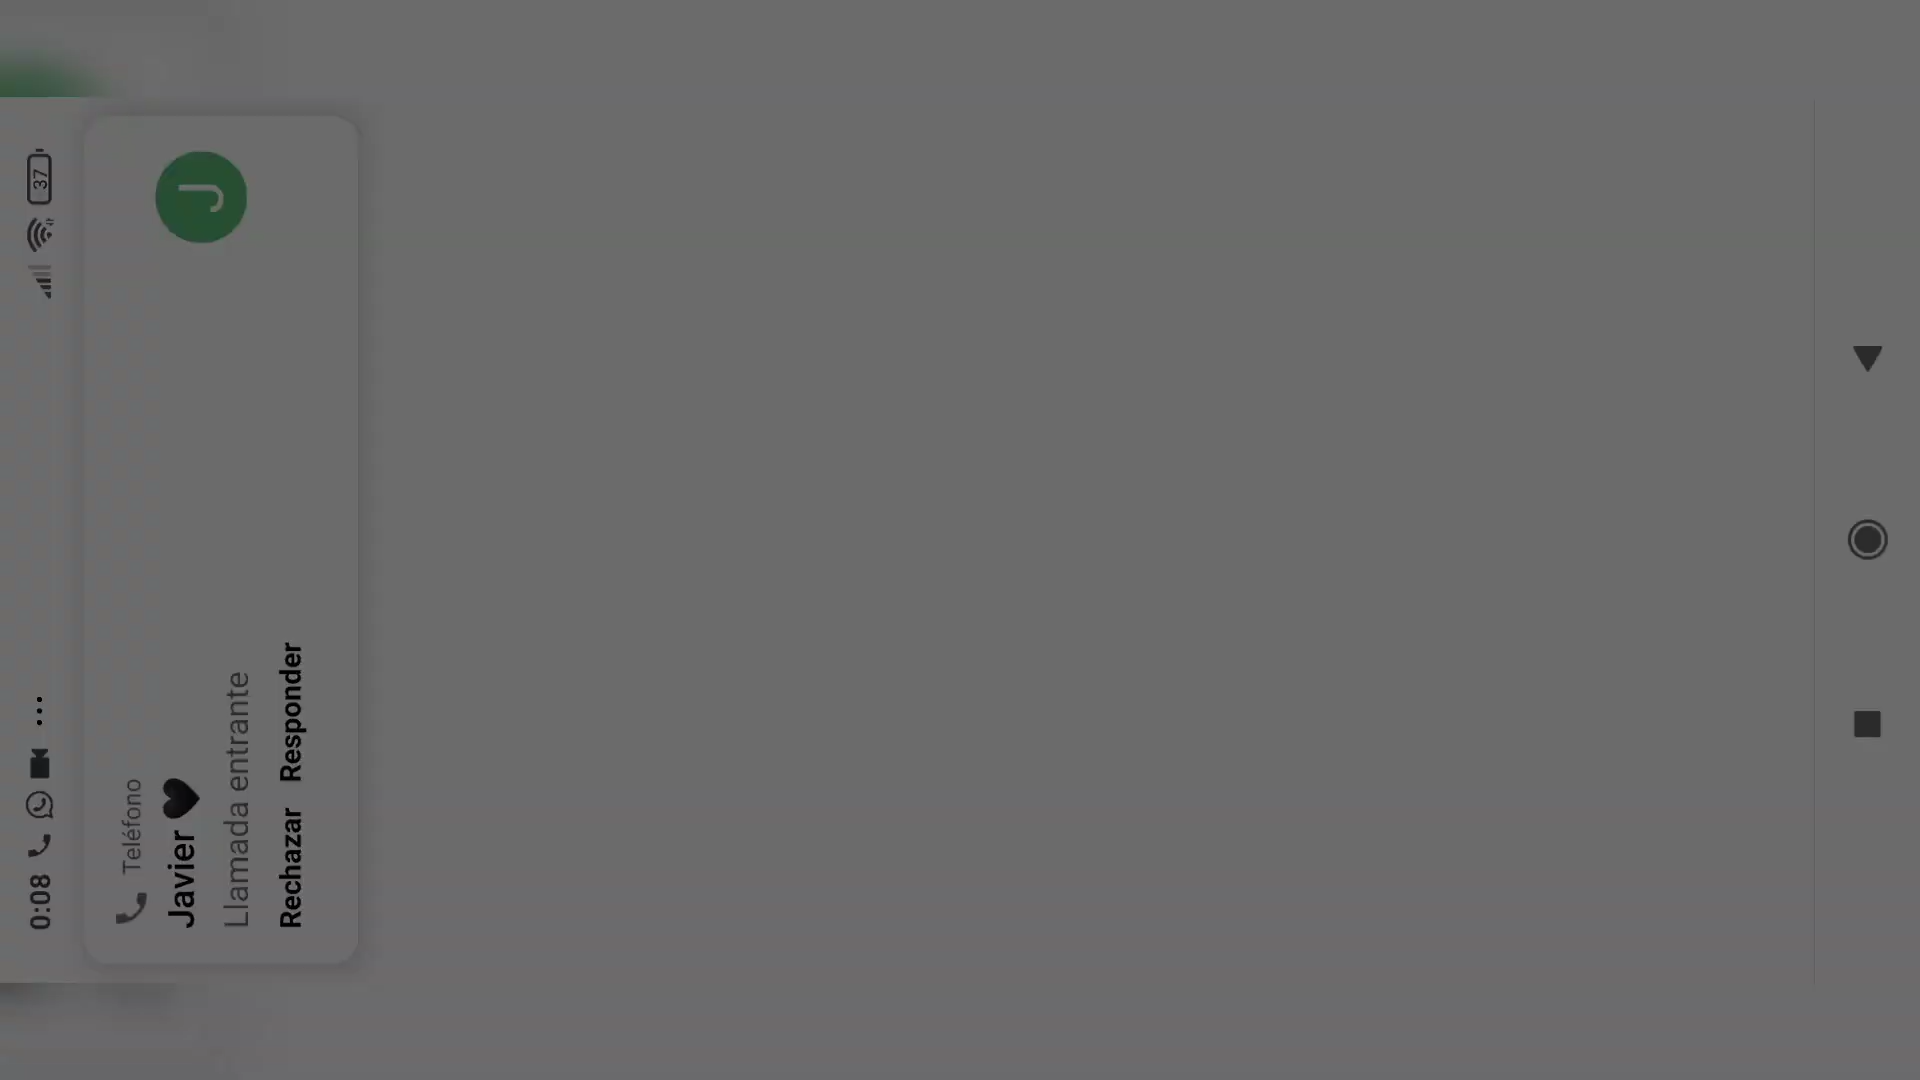 0:08 ... 37
Teléfono
Javier 🖤
J
Llamada entrante
Rechazar Responder